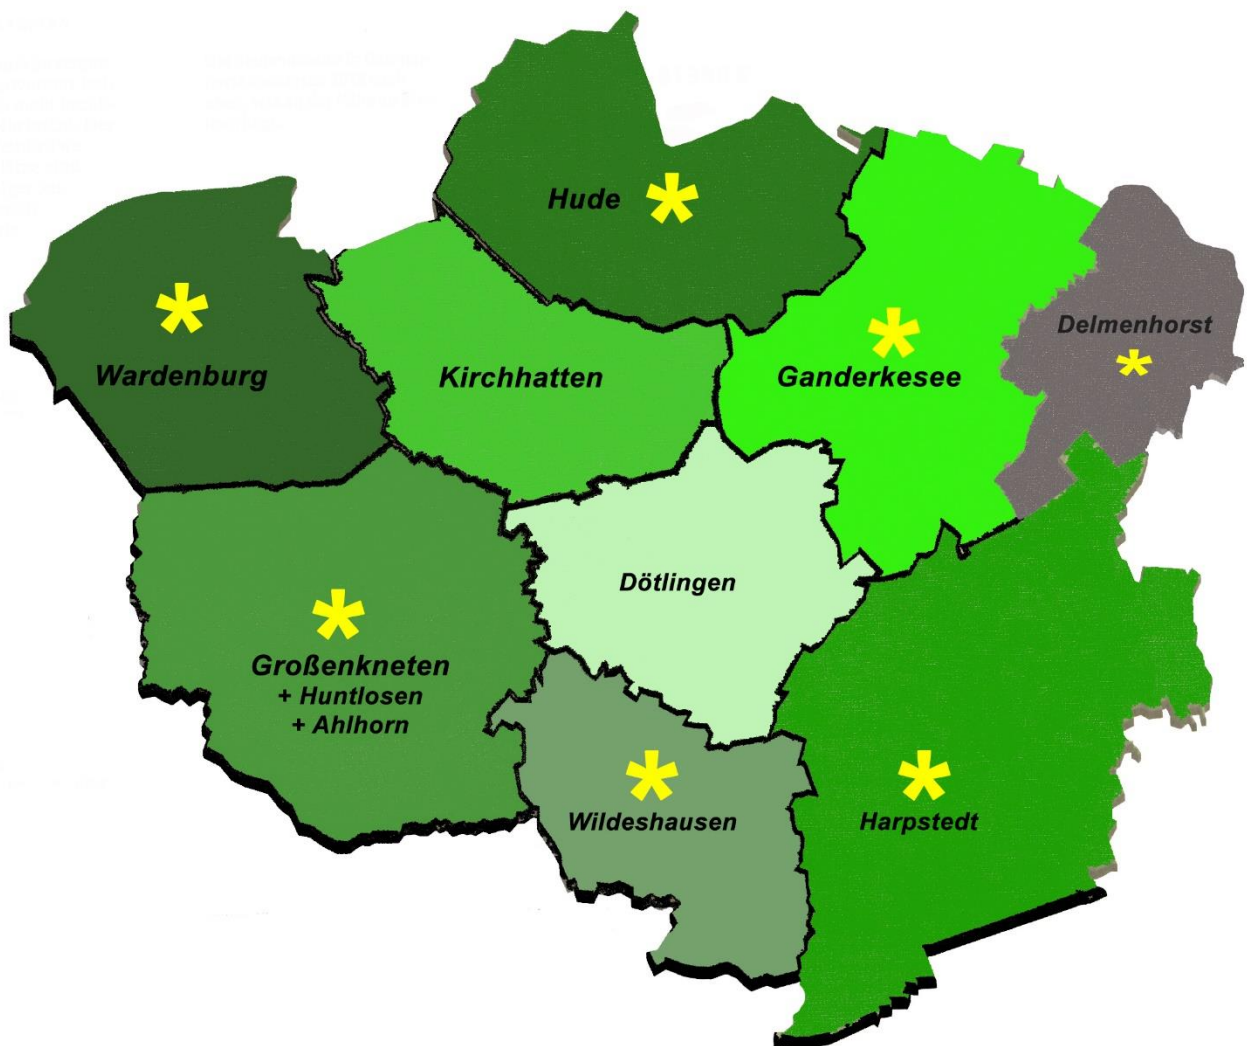 Hude
Wardenburg
Kirchhatten
Ganderkesee
Delmenhorst
Dötlingen
Großenkneten
+ Huntlosen
+ Ahlhorn
Wildeshausen
Harpstedt